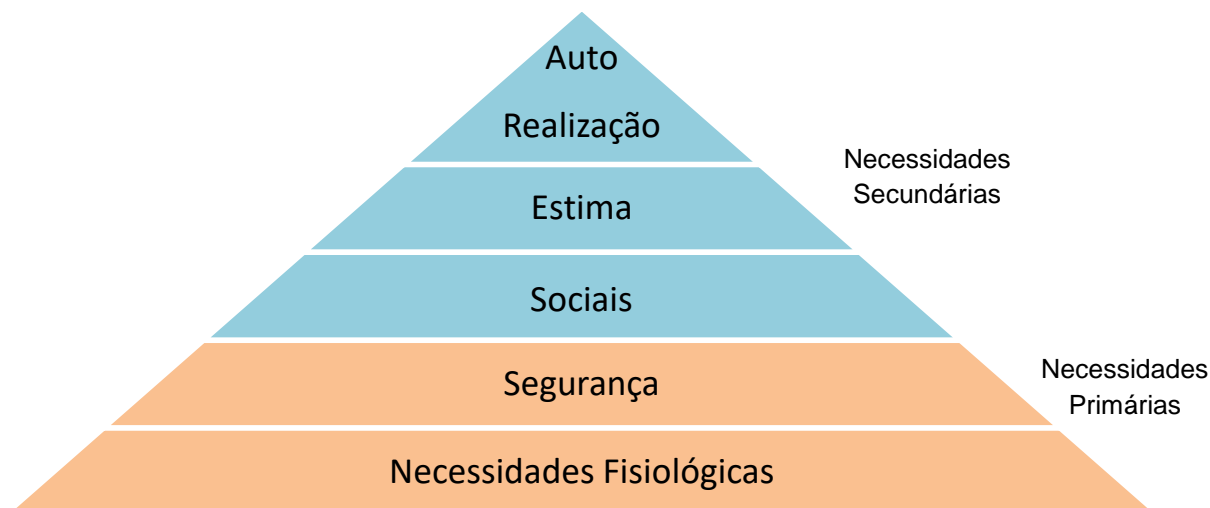 Auto
Realização
Necessidades
Secundárias
Estima
Sociais
Segurança
Necessidades
Primárias
Necessidades Fisiológicas